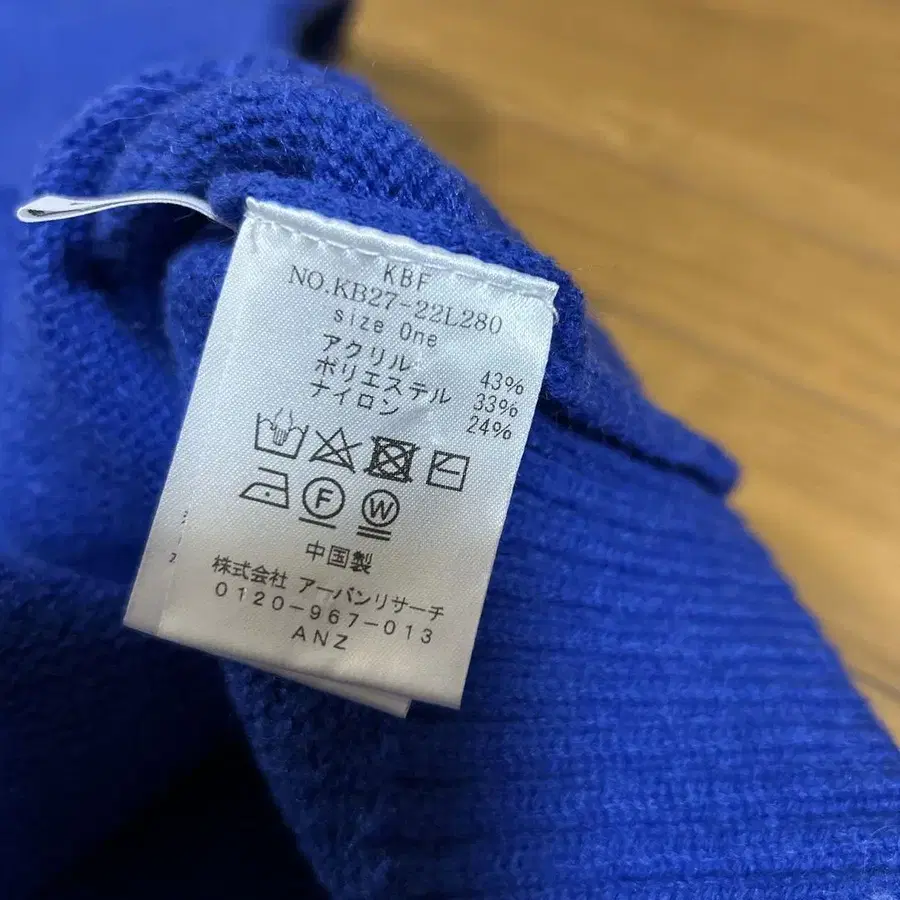 KBF
NO.KB27-22L280
size One
アクリル 43%
ポリエステル 33%
ナイロン 24%
F W
中国製
株式会社 アーバンリサーチ
0120-967-013
ANZ
2